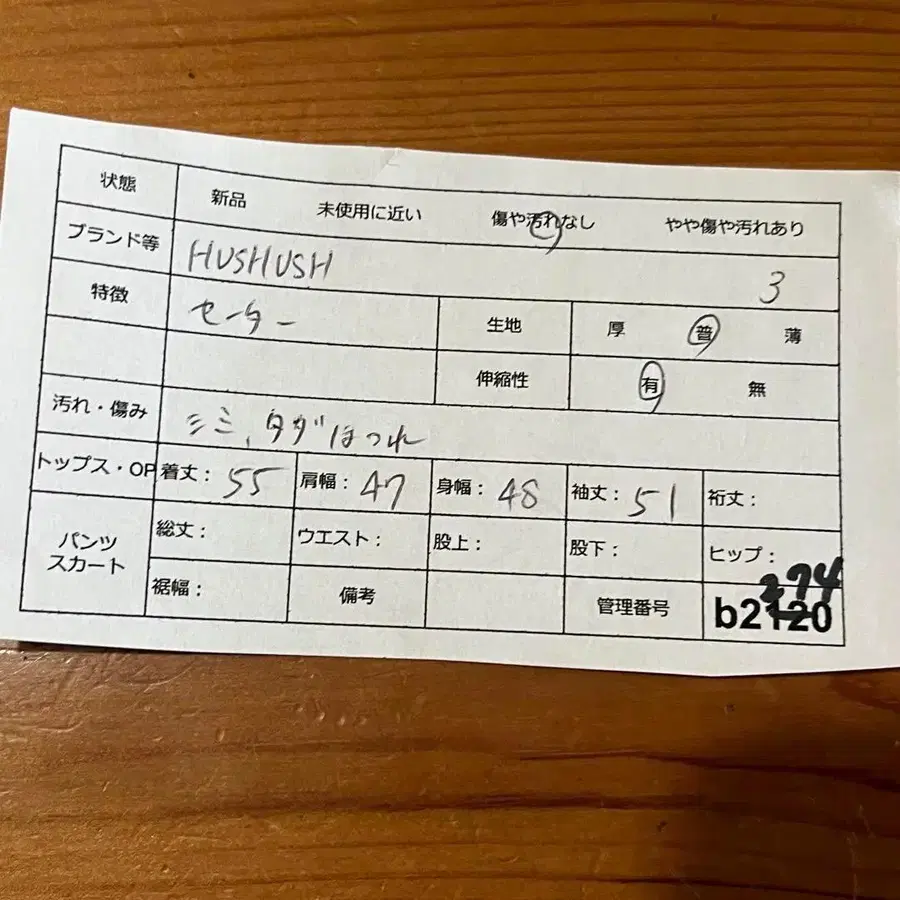 状態 新品 未使用に近い 傷や汚れなし やや傷や汚れあり
ブランド等 HUSHUSH 3
特徴 セーター 生地 厚 普 薄
伸縮性 有 無
汚れ・傷み シミ、タグほつれ
トップス・OP 着丈: 55 肩幅: 47 身幅: 48 袖丈: 51 裄丈:
パンツ スカート 総丈: ウエスト: 股上: 股下: ヒップ:
裾幅: 備考 管理番号 b2120 274